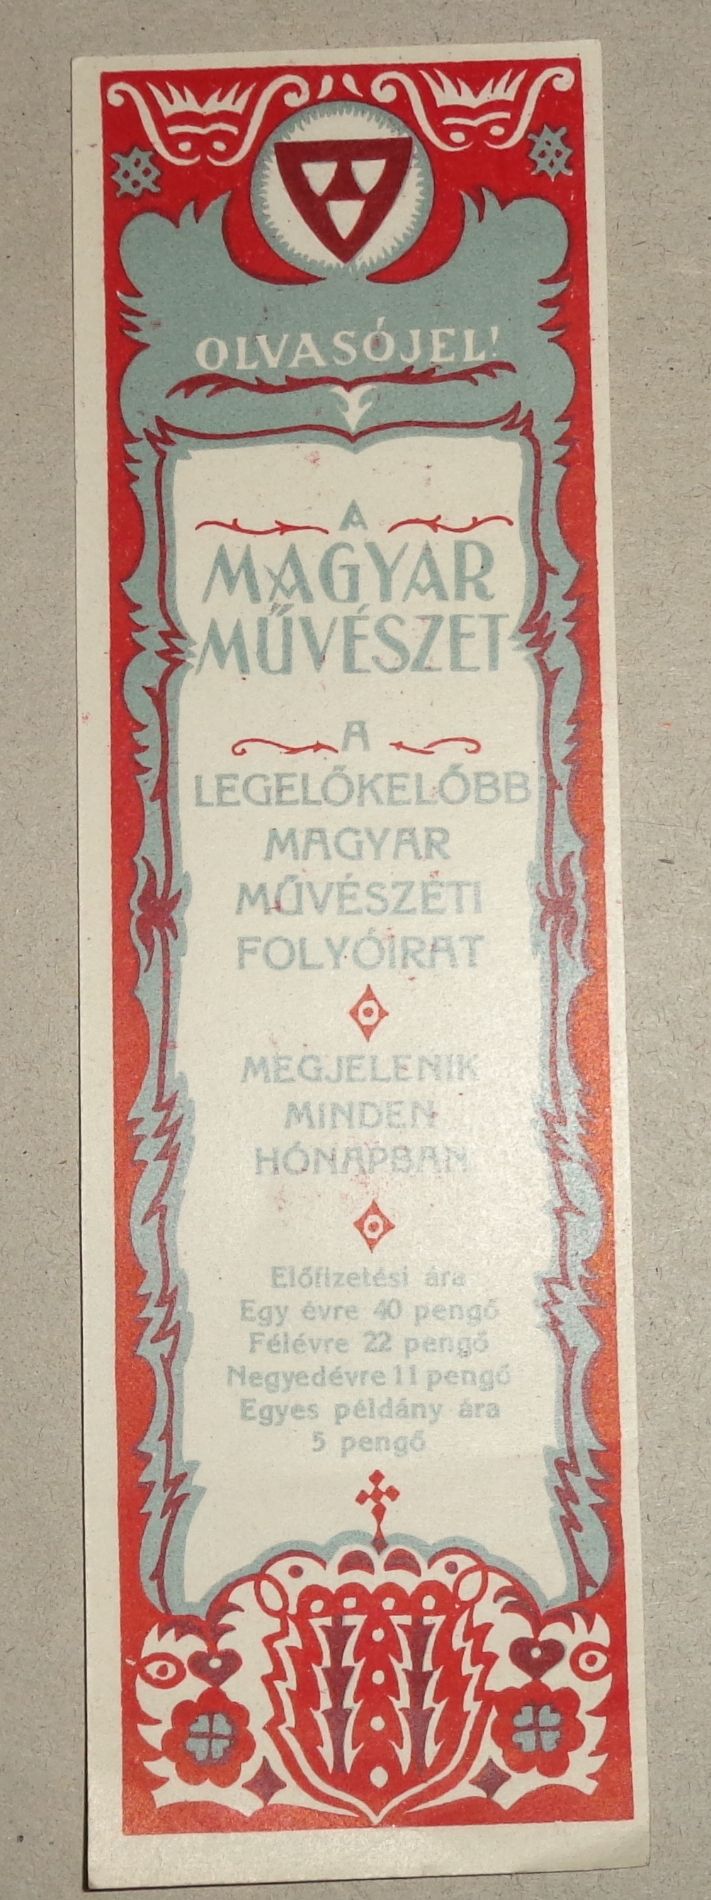 OLVASÓJEL!
A
MAGYAR
MŰVÉSZET
A
LEGELŐKELŐBB
MAGYAR
MŰVÉSZETI
FOLYÓIRAT
MEGJELENIK
MINDEN
HÓNAPBAN
Előfizetési ára
Egy évre 40 pengő
Félévre 22 pengő
Negyedévre 11 pengő
Egyes példány ára
5 pengő